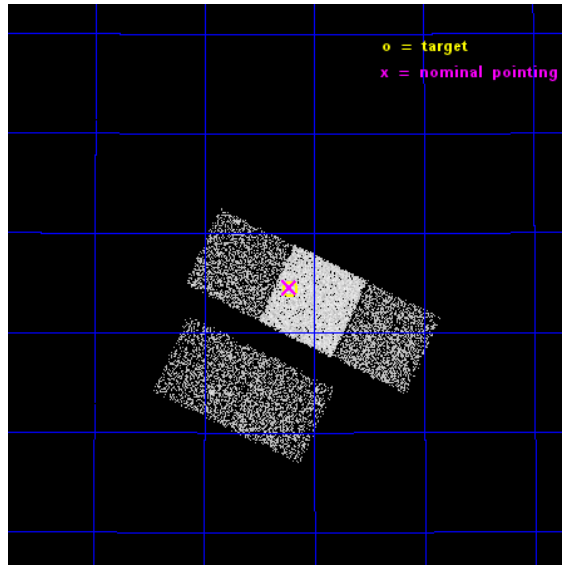 o = target
x = nominal pointing